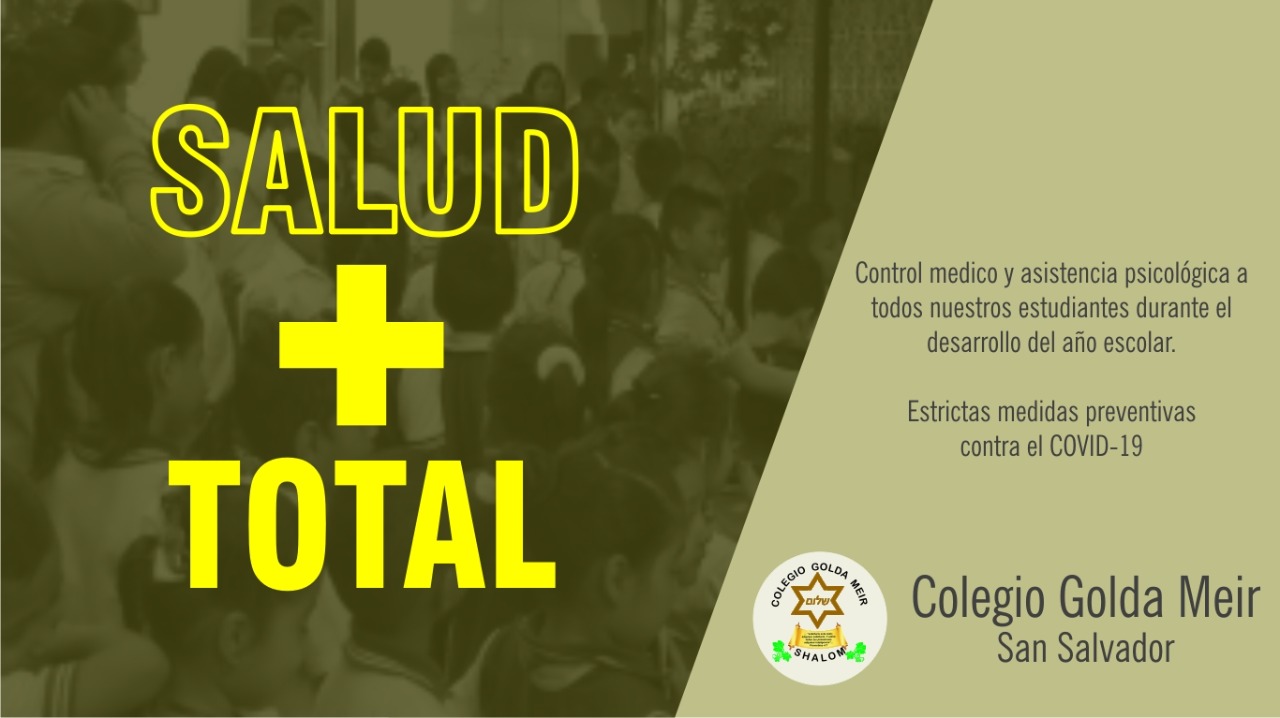 SALUD
+
TOTAL
Control medico y asistencia psicológica a
todos nuestros estudiantes durante el
desarrollo del año escolar.
Estrictas medidas preventivas
contra el COVID-19
COLEGIO GOLDA MEIR
שלום
SHALOM
Colegio Golda Meir
San Salvador